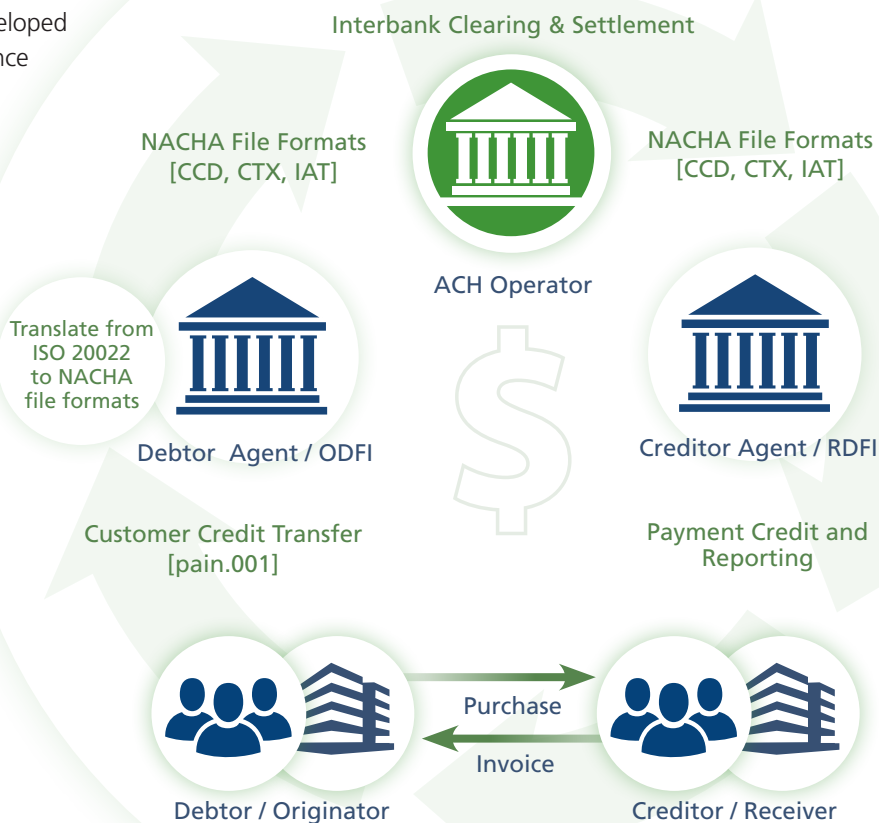 Interbank Clearing & Settlement
NACHA File Formats
[CCD, CTX, IAT]
NACHA File Formats
[CCD, CTX, IAT]
ACH Operator
Translate from
ISO 20022
to NACHA
file formats
$
Debtor Agent / ODFI
Creditor Agent / RDFI
Customer Credit Transfer
[pain.001]
Payment Credit and
Reporting
Purchase
Invoice
Debtor / Originator
Creditor / Receiver